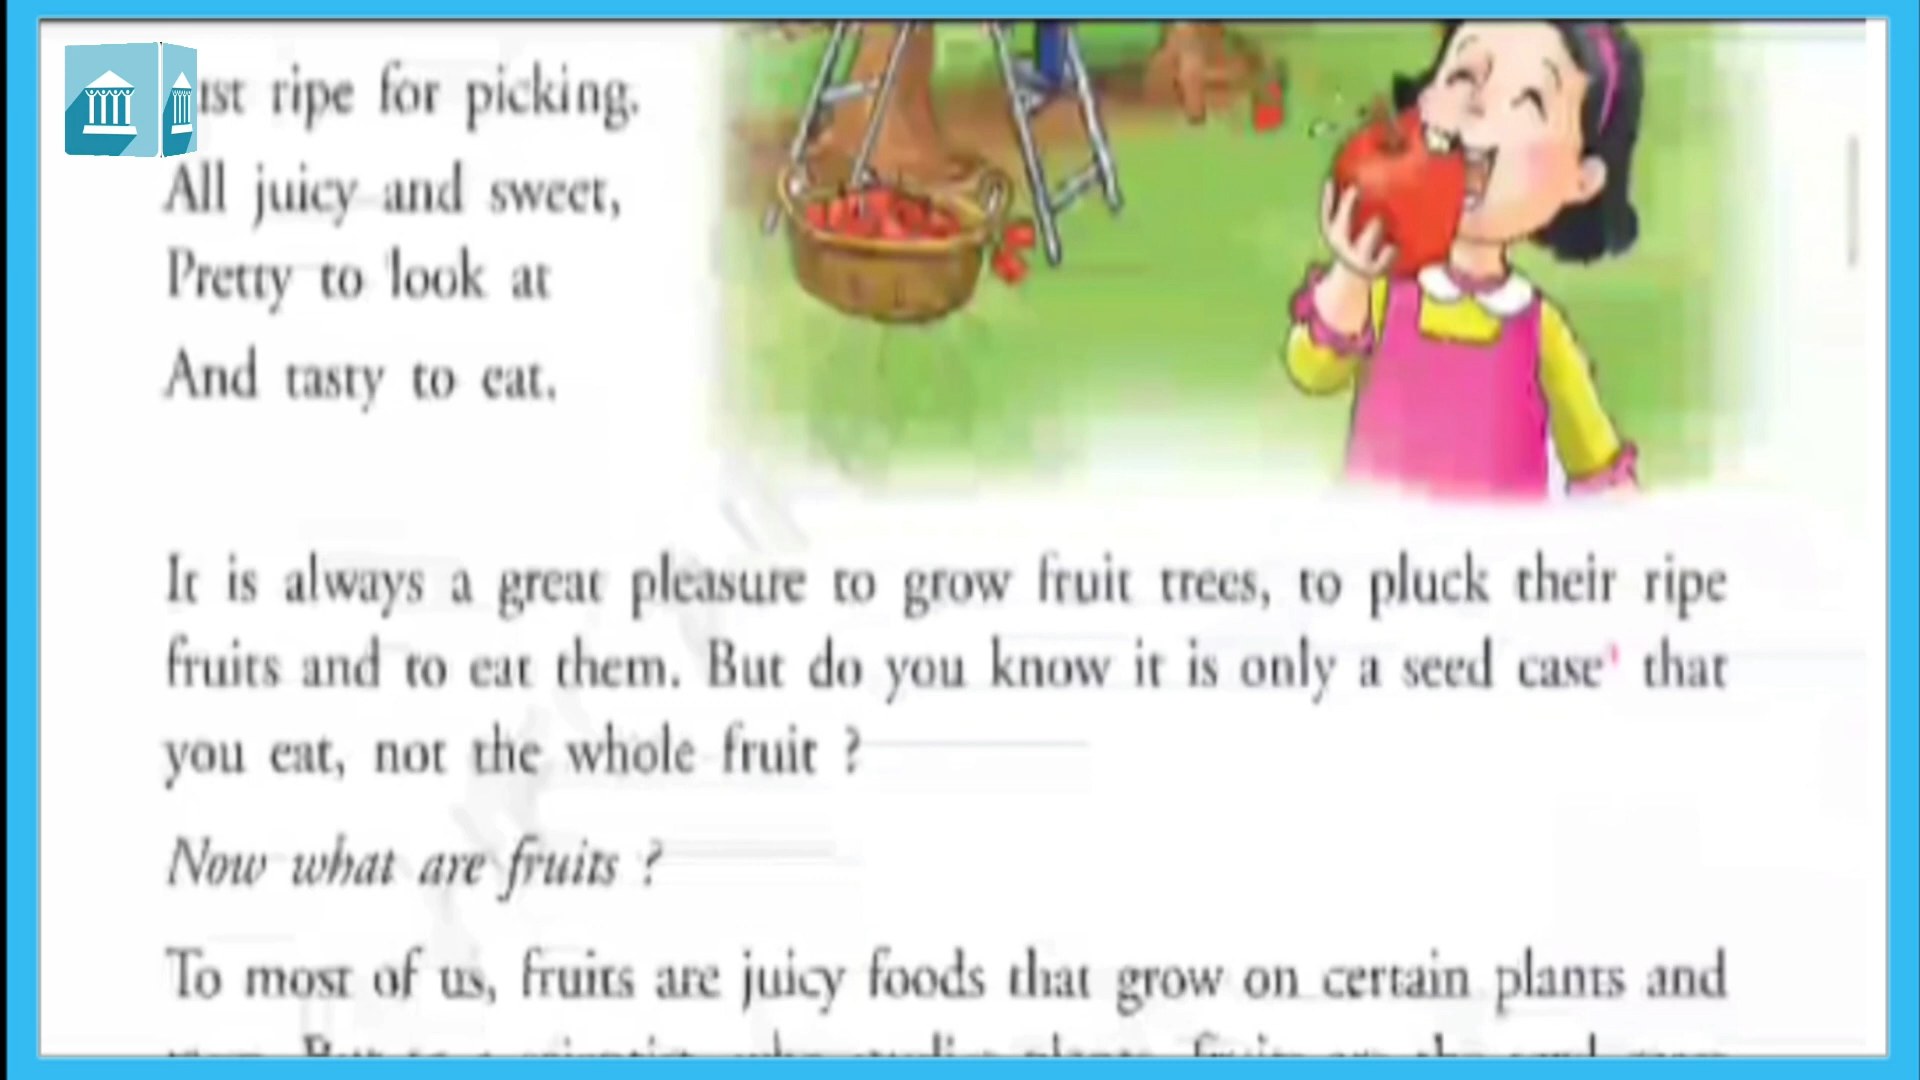 ripe for picking.
All juicy and sweet,
Pretty to look at
And tasty to eat.
It is always a great pleasure to grow fruit trees, to pluck their ripe
fruits and to eat them. But do you know it is only a seed case¹ that
you eat, not the whole fruit ?
Now what are fruits ?
To most of us, fruits are juicy foods that grow on certain plants and